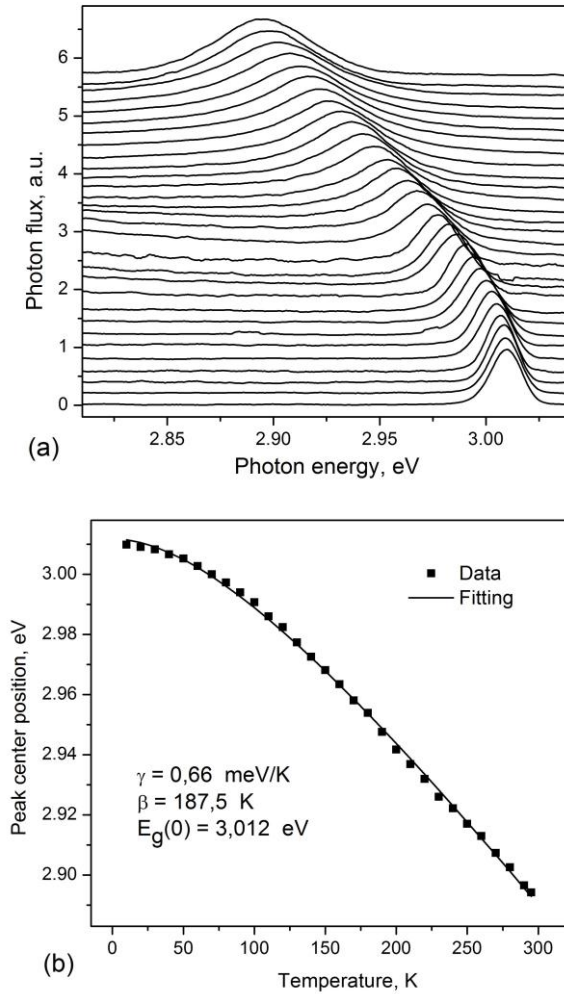 6
5
4
3
2
1
0
Photon flux, a.u.
2.85 2.90 2.95 3.00
(a)
Photon energy, eV
3.00
2.98
2.96
2.94
2.92
2.90
Peak center position, eV
Data
Fitting
γ = 0,66 meV/K
β = 187,5 K
Eg(0) = 3,012 eV
0 50 100 150 200 250 300
(b)
Temperature, K